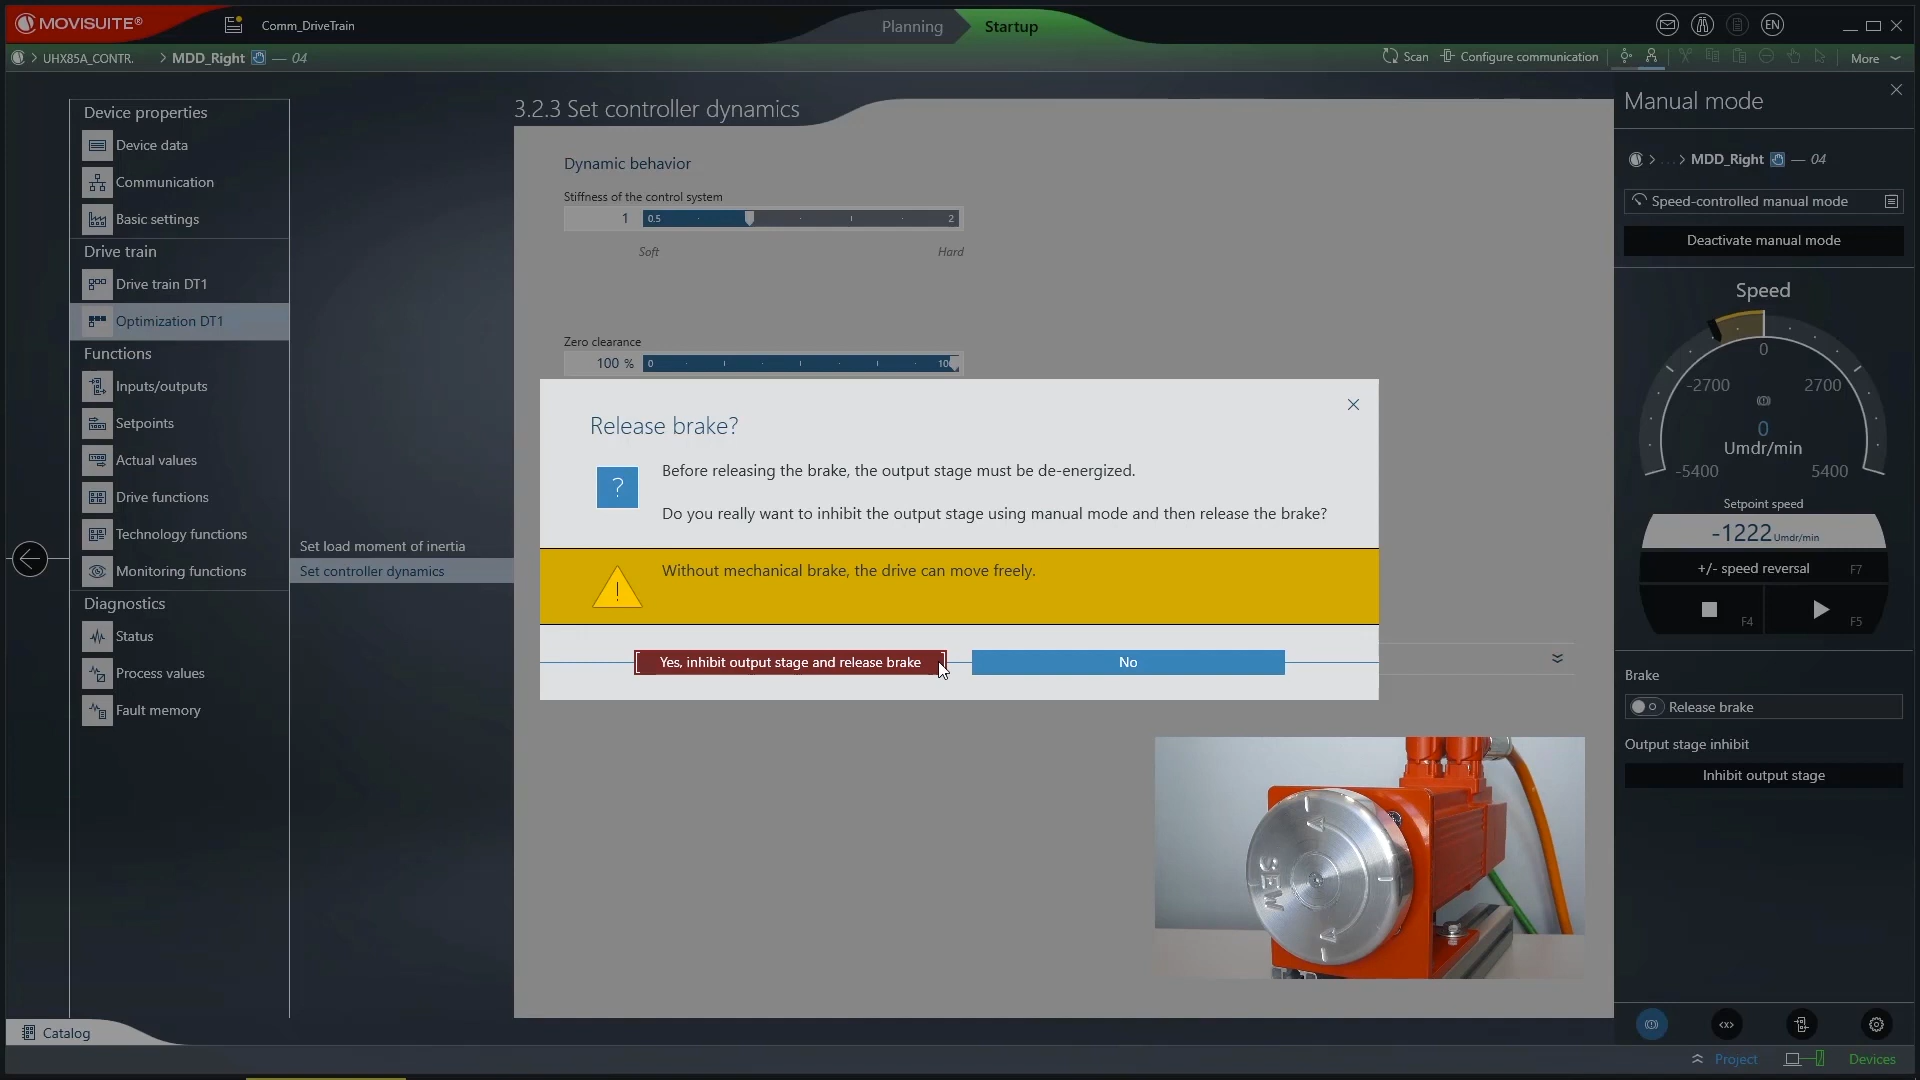 MOVISUITE®
Comm_DriveTrain
Planning
Startup
EN
UHX85A_CONTR.
MDD_Right — 04
Scan
Configure communication
More
Device properties
Device data
Communication
Basic settings
Drive train
Drive train DT1
Optimization DT1
Functions
Inputs/outputs
Setpoints
Actual values
Drive functions
Technology functions
Monitoring functions
Diagnostics
Status
Process values
Fault memory
Set load moment of inertia
Set controller dynamics
3.2.3 Set controller dynamics
Dynamic behavior
Stiffness of the control system
1 0.5 2
Soft Hard
Zero clearance
100 % 0 100
Release brake?
?
Before releasing the brake, the output stage must be de-energized.
Do you really want to inhibit the output stage using manual mode and then release the brake?
!
Without mechanical brake, the drive can move freely.
Yes, inhibit output stage and release brake
No
SEW
Manual mode
> ... > MDD_Right — 04
Speed-controlled manual mode
Deactivate manual mode
Speed
0
-2700 2700
0
Umdr/min
-5400 5400
Setpoint speed
-1222 Umdr/min
+/- speed reversal F7
F4 F5
Brake
Release brake
Output stage inhibit
Inhibit output stage
Catalog
Project
Devices